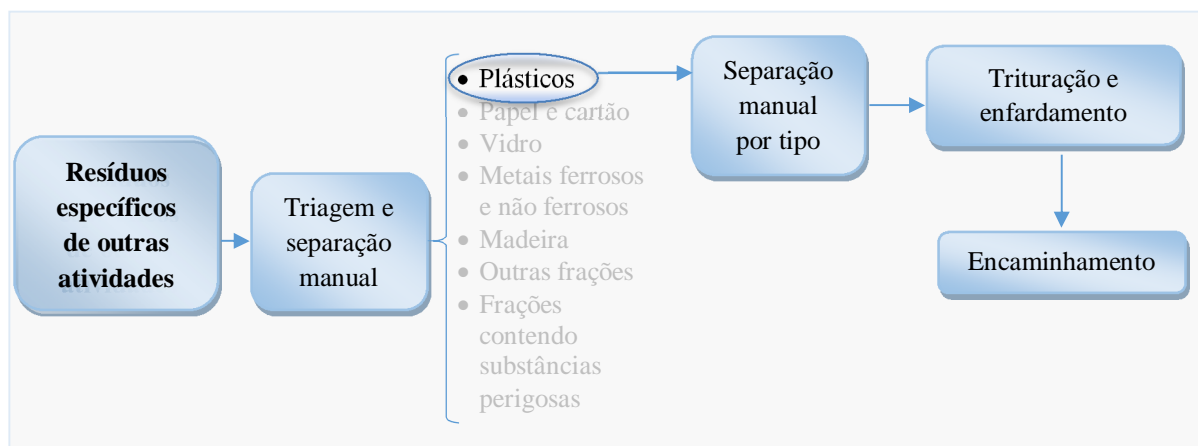 Resíduos
específicos
de outras
atividades
Triagem e
separação
manual
• Plásticos
• Papel e cartão
• Vidro
• Metais ferrosos
e não ferrosos
• Madeira
• Outras frações
• Frações
contendo
substâncias
perigosas
Separação
manual
por tipo
Trituração e
enfardamento
Encaminhamento